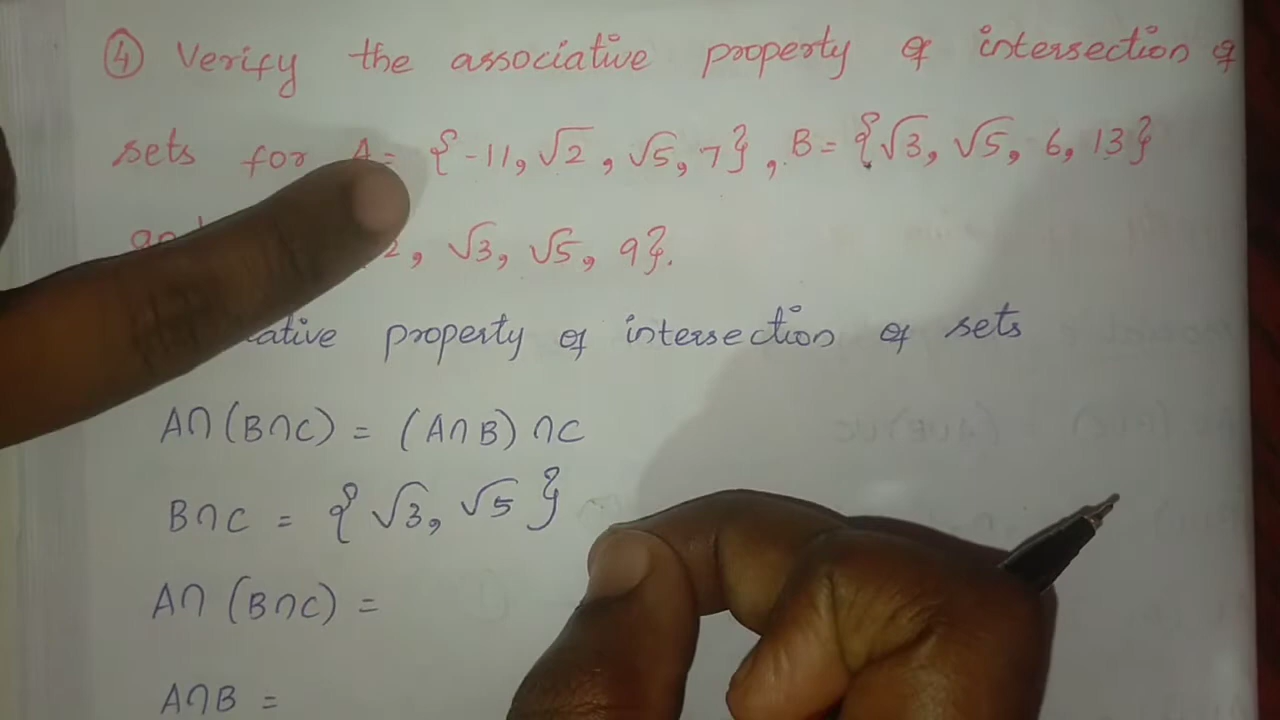 ④ Verify the associative property of intersection of
sets for A = {-11, √2, √5, 7}, B = {√3, √5, 6, 13}
2, √3, √5, 9}.
property of intersection of sets
A∩(B∩C) = (A∩B)∩C
B∩C = {√3, √5}
A∩(B∩C) =
A∩B =